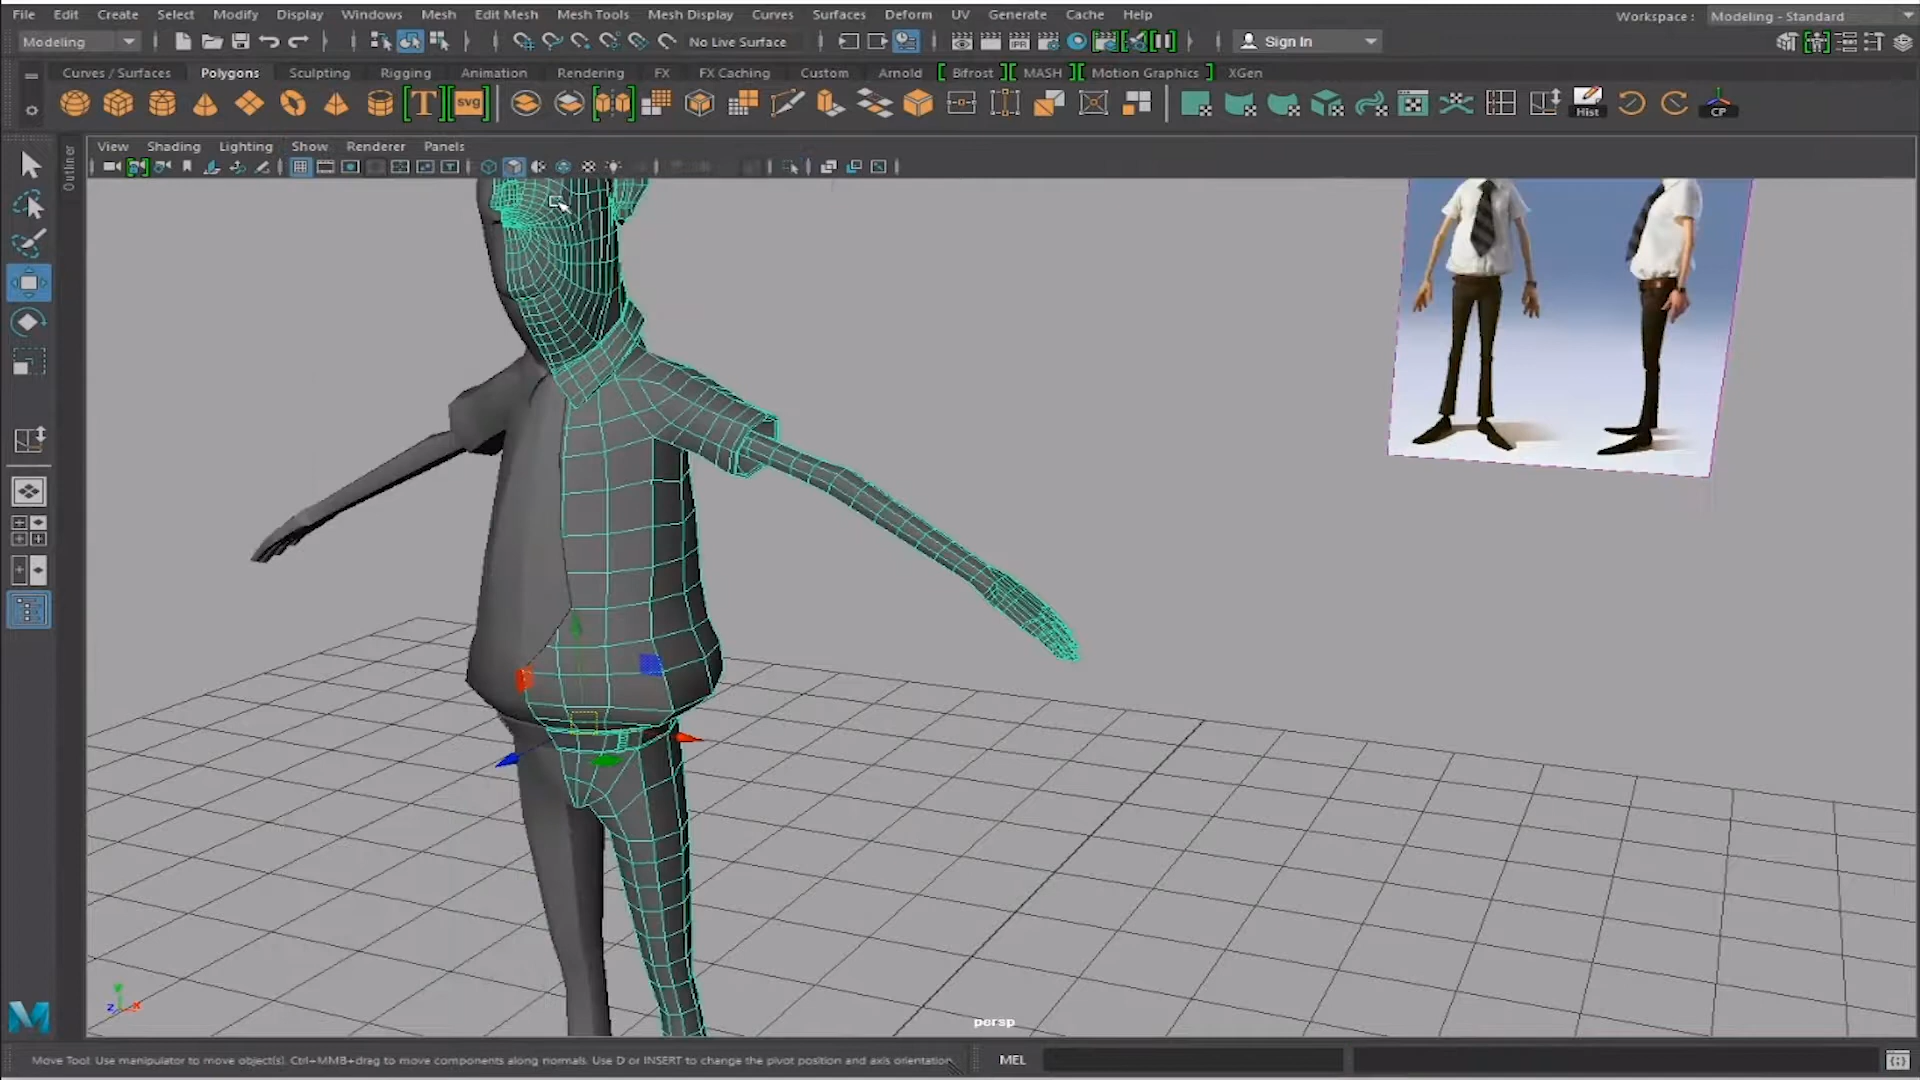 File Edit Create Select Modify Display Windows Mesh Edit Mesh Mesh Tools Mesh Display Curves Surfaces Deform UV Generate Cache Help Workspace : Modeling - Standard
Modeling No Live Surface Sign In
Curves / Surfaces Polygons Sculpting Rigging Animation Rendering FX FX Caching Custom Arnold Bifrost MASH Motion Graphics XGen
T svg Hist CP
View Shading Lighting Show Renderer Panels
Outliner
persp
y
z x
M
Move Tool: Use manipulator to move object(s). Ctrl+MMB+drag to move components along normals. Use D or INSERT to change the pivot position and axis orientation MEL